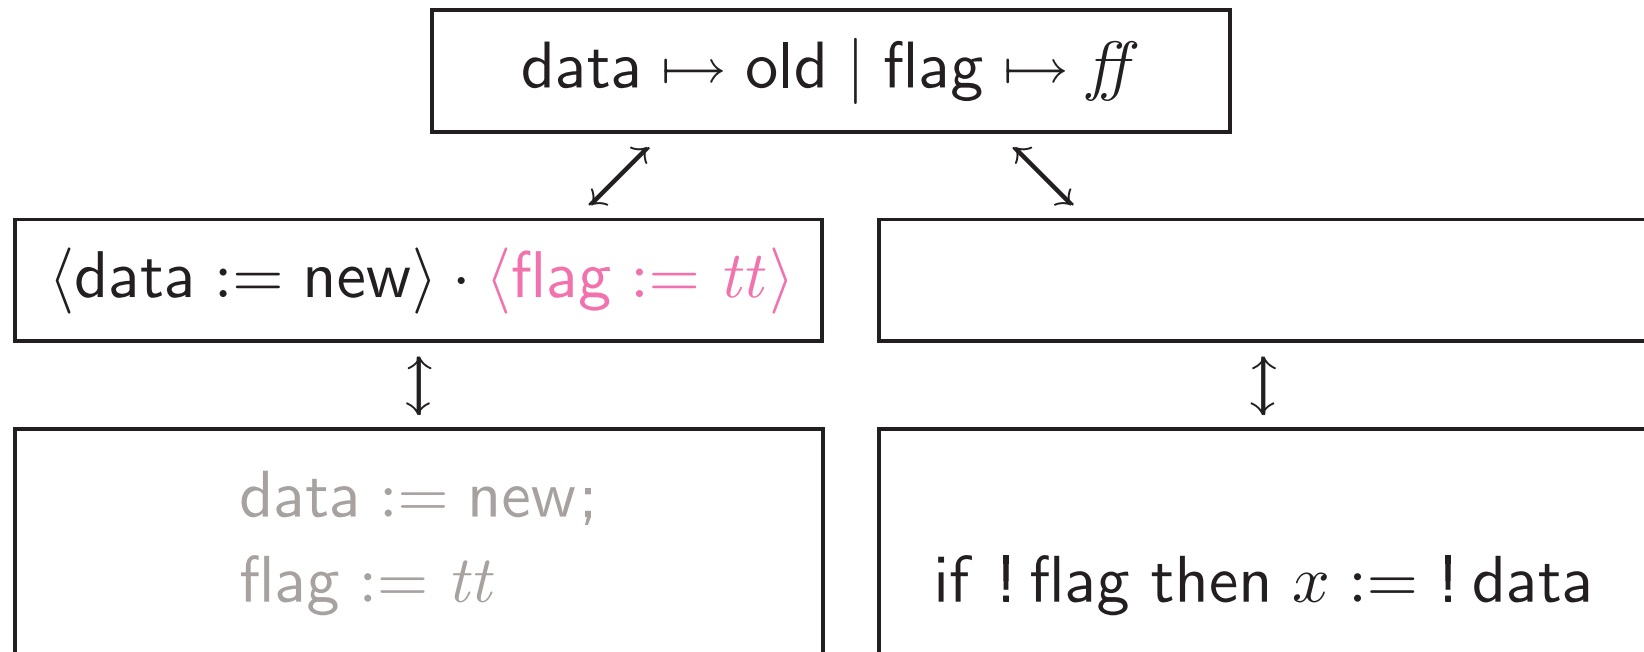 data ↦ old | flag ↦ ff
⟨data := new⟩ · ⟨flag := tt⟩
data := new;
flag := tt
if ! flag then x := ! data